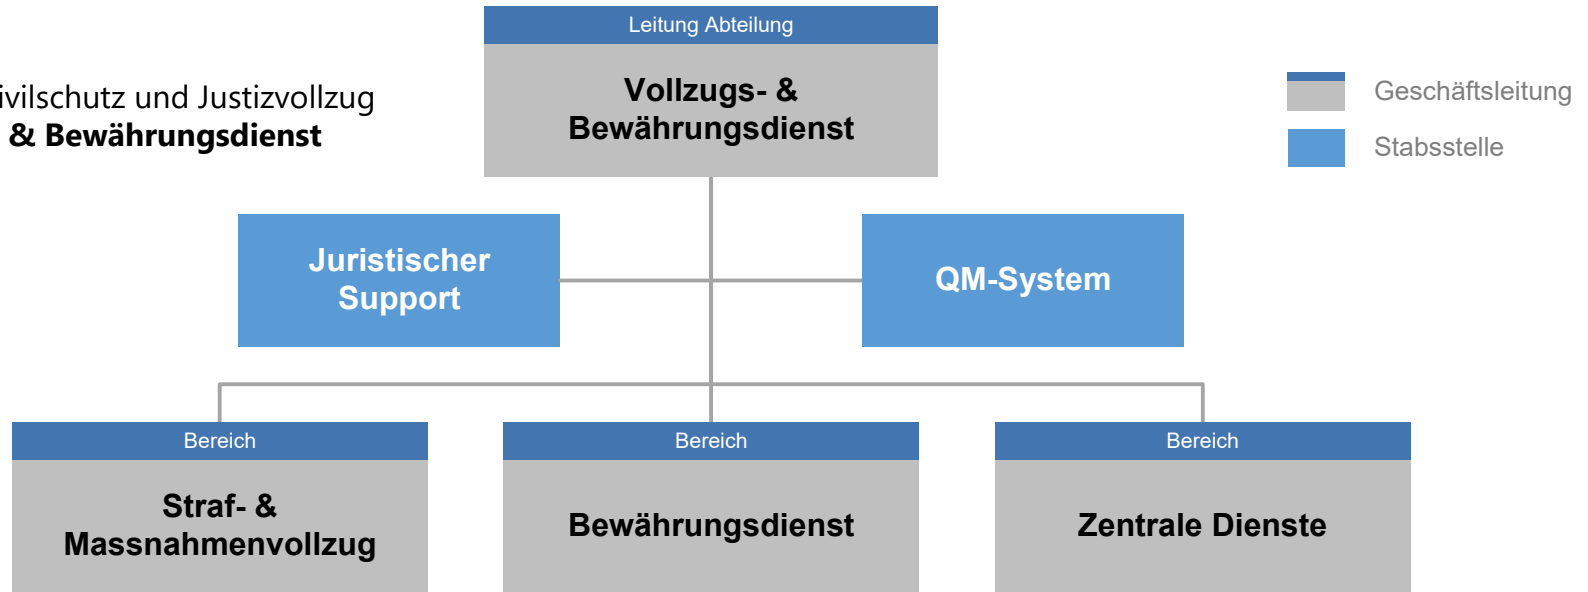 Leitung Abteilung
Vollzugs- &
Bewährungsdienst
ivilschutz und Justizvollzug
& Bewährungsdienst
Geschäftsleitung
Stabsstelle
Juristischer
Support
QM-System
Bereich
Straf- &
Massnahmenvollzug
Bereich
Bewährungsdienst
Bereich
Zentrale Dienste